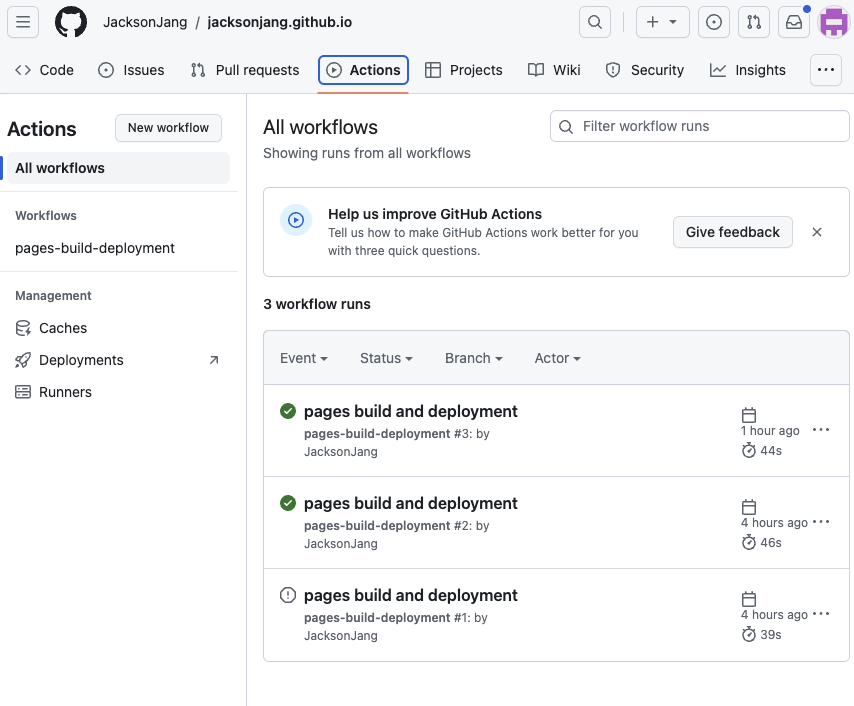 JacksonJang / jacksonjang.github.io
Code Issues Pull requests Actions Projects Wiki Security Insights
Actions
New workflow
All workflows
Workflows
pages-build-deployment
Management
Caches
Deployments
Runners
All workflows
Showing runs from all workflows
Filter workflow runs
Help us improve GitHub Actions
Tell us how to make GitHub Actions work better for you
with three quick questions.
Give feedback
3 workflow runs
Event Status Branch Actor
pages build and deployment
pages-build-deployment #3: by
JacksonJang
1 hour ago
44s
pages build and deployment
pages-build-deployment #2: by
JacksonJang
4 hours ago
46s
pages build and deployment
pages-build-deployment #1: by
JacksonJang
4 hours ago
39s